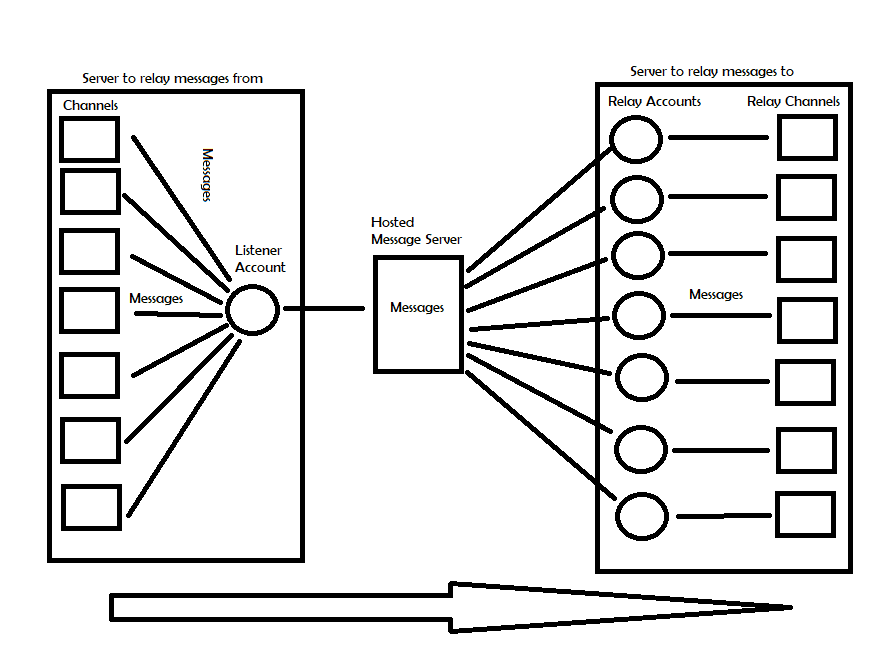 Server to relay messages from
Server to relay messages to
Channels
Relay Accounts
Relay Channels
Messages
Hosted
Message Server
Listener
Account
Messages
Messages
Messages